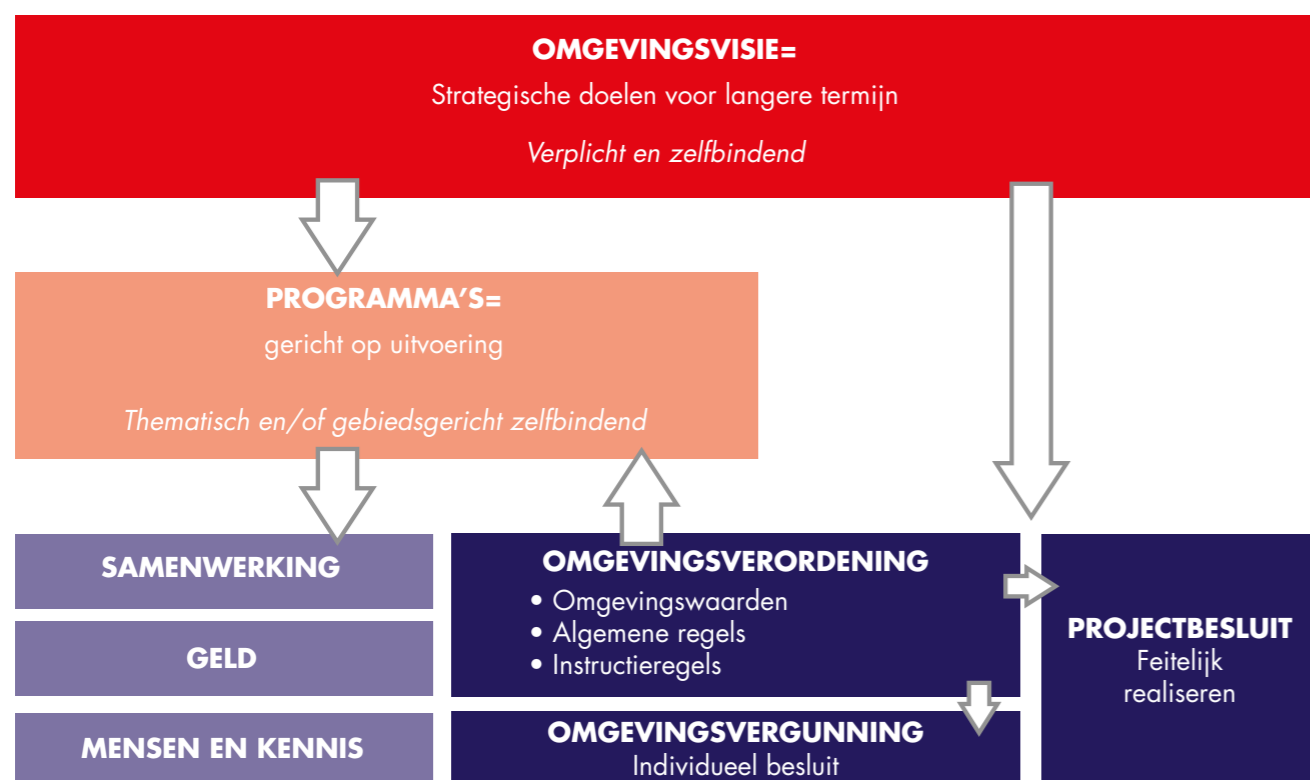 OMGEVINGSVISIE=
Strategische doelen voor langere termijn
Verplicht en zelfbindend
PROGRAMMA’S=
gericht op uitvoering
Thematisch en/of gebiedsgericht zelfbindend
SAMENWERKING
GELD
MENSEN EN KENNIS
OMGEVINGSVERORDENING
• Omgevingswaarden
• Algemene regels
• Instructieregels
OMGEVINGSVERGUNNING
Individueel besluit
PROJECTBESLUIT
Feitelijk
realiseren